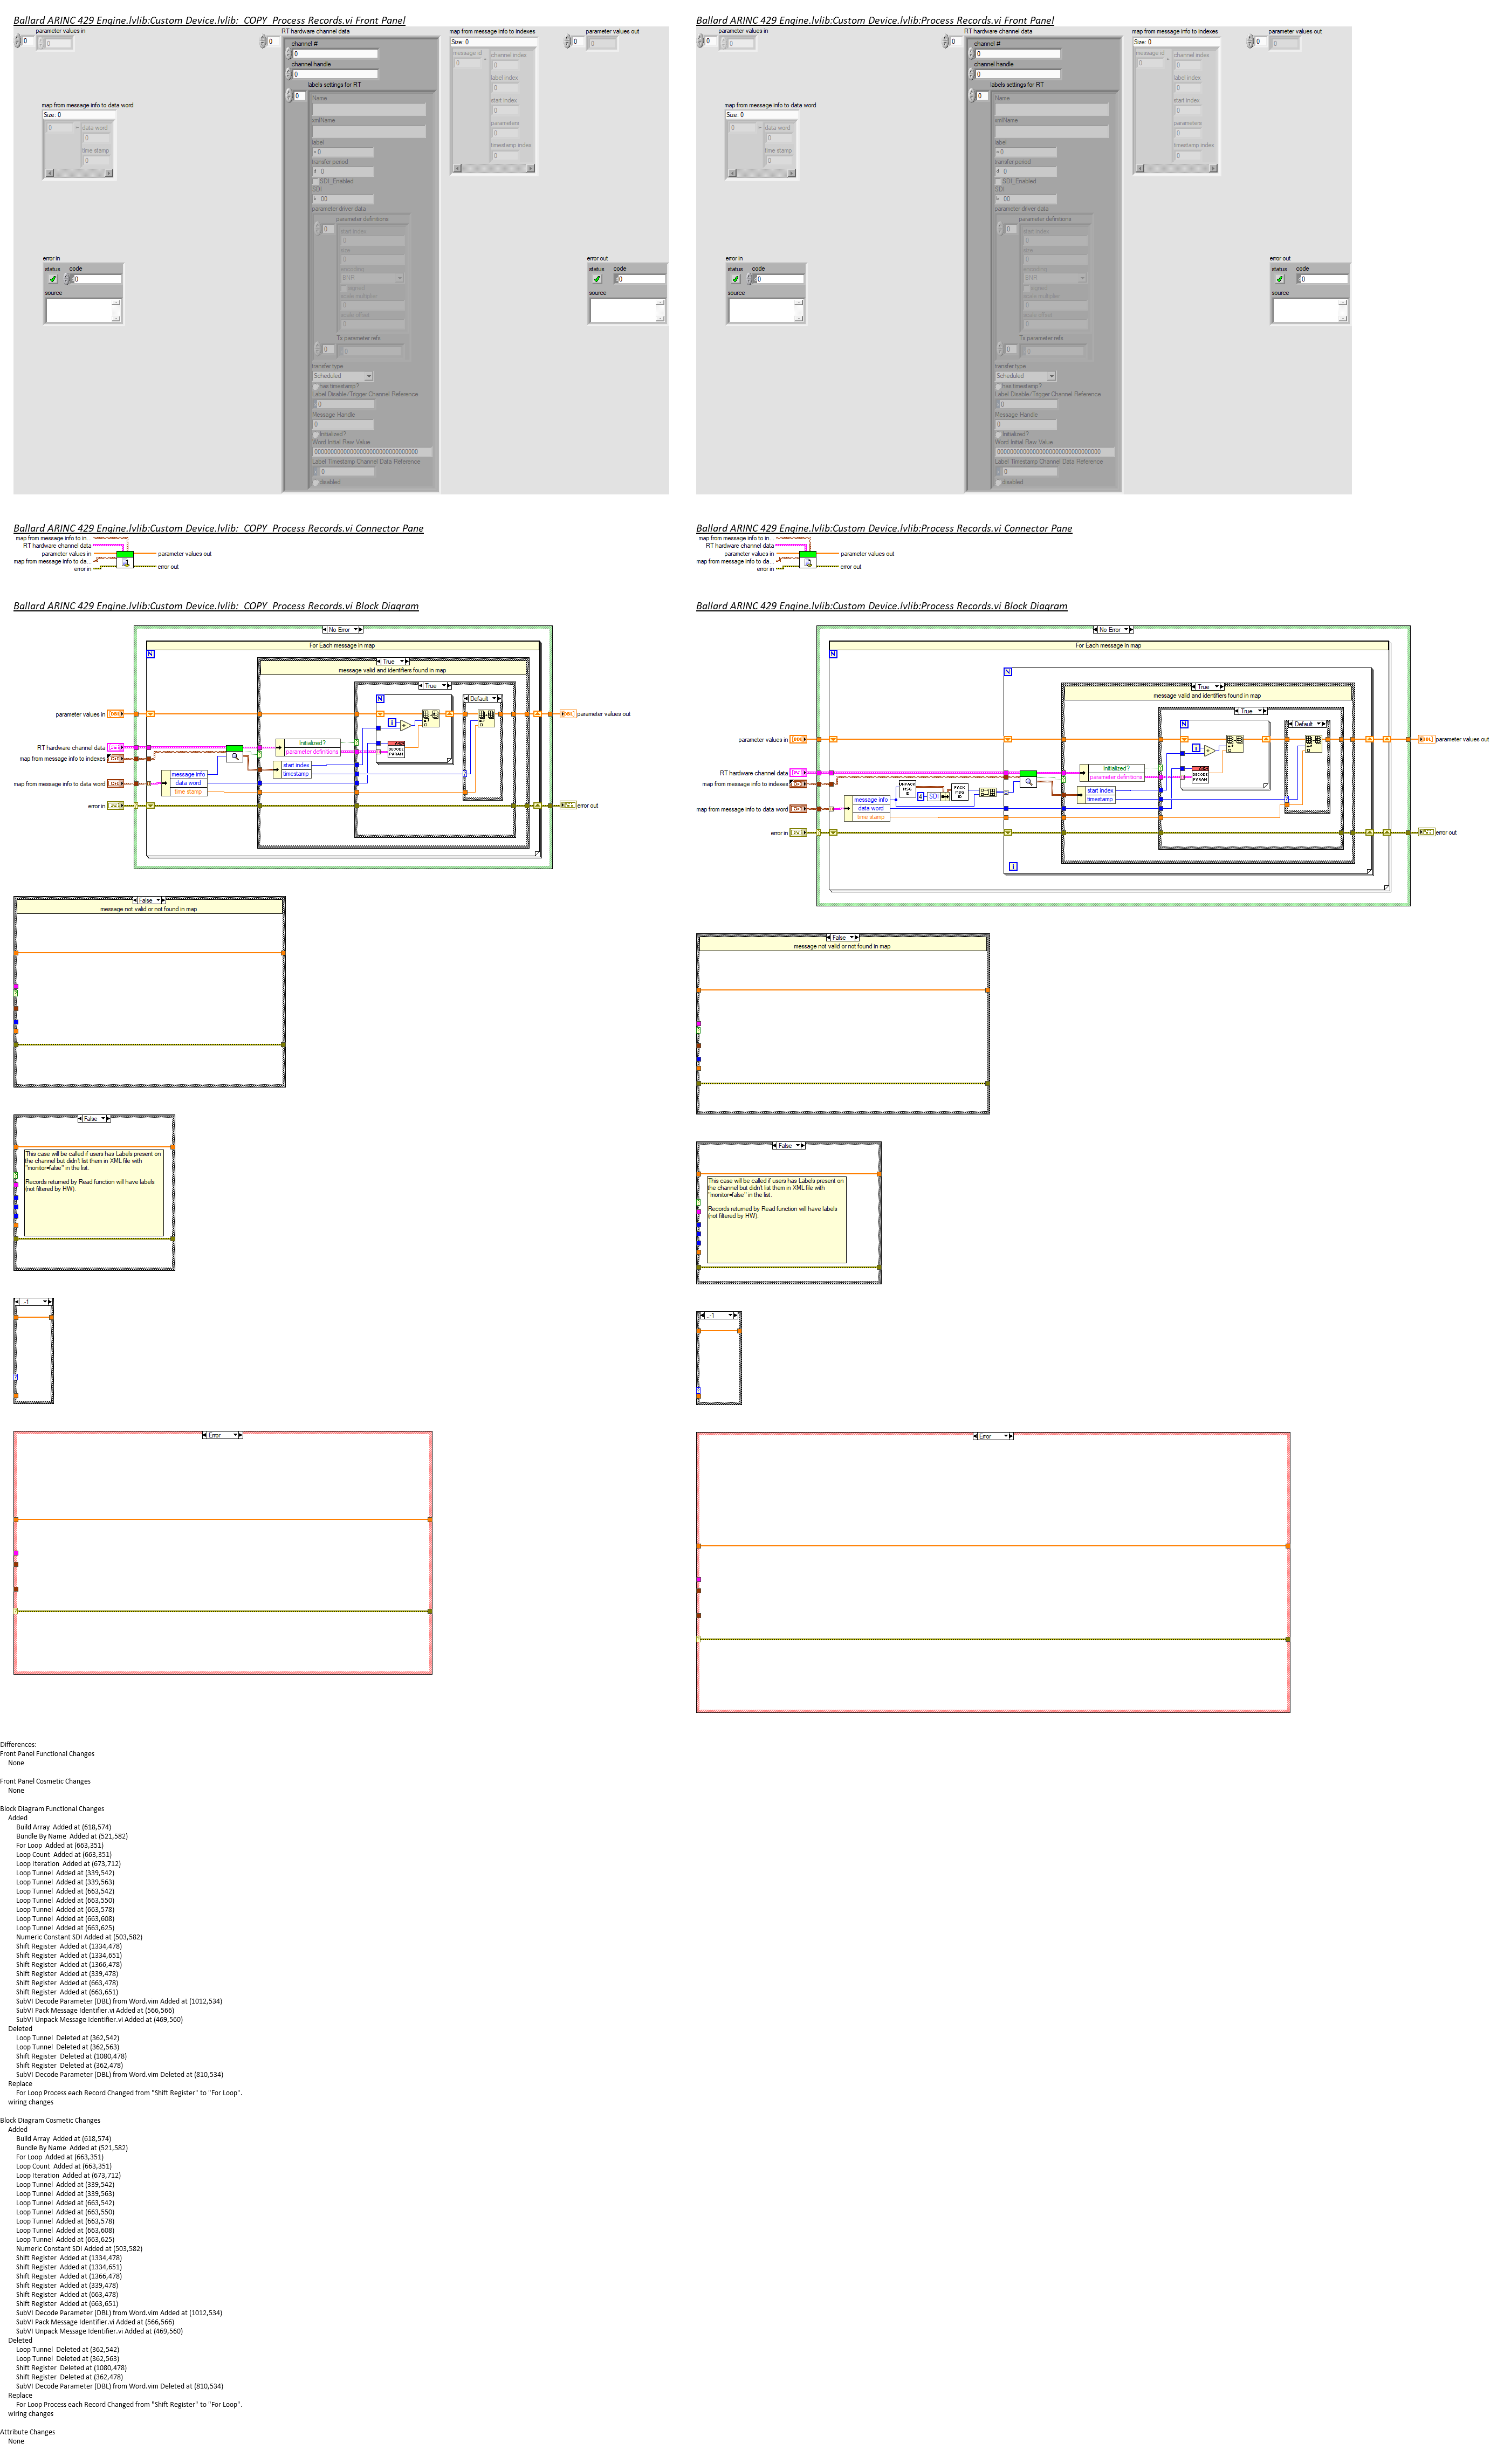 Ballard ARINC 429 Engine.lvlib:Custom Device.lvlib:_COPY_Process Records.vi Front Panel
parameter values in
0
0
RT hardware channel data
0
channel #
0
channel handle
0
labels settings for RT
0
Name
xmlName
label
0
transfer period
0
SDI_Enabled
SDI
00
parameter driver data
parameter definitions
0
start index
0
size
0
encoding
BNR
signed
scale multiplier
0
scale offset
0
Tx parameter refs
0
transfer type
Scheduled
has timestamp?
Label Disable/Trigger Channel Reference
0
Message Handle
0
Initialized?
Word Initial Raw Value
00000000000000000000000000000000
Label Timestamp Channel Data Reference
0
disabled
map from message info to indexes
Size: 0
message id
0
channel index
0
label index
0
start index
0
parameters
0
timestamp index
0
parameter values out
0
0
map from message info to data word
Size: 0
0
data word
0
time stamp
0
error in
status
code
0
source
error out
status
code
0
source
Ballard ARINC 429 Engine.lvlib:Custom Device.lvlib:Process Records.vi Front Panel
parameter values in
0
0
RT hardware channel data
0
channel #
0
channel handle
0
labels settings for RT
0
Name
xmlName
label
0
transfer period
0
SDI_Enabled
SDI
00
parameter driver data
parameter definitions
0
start index
0
size
0
encoding
BNR
signed
scale multiplier
0
scale offset
0
Tx parameter refs
0
transfer type
Scheduled
has timestamp?
Label Disable/Trigger Channel Reference
0
Message Handle
0
Initialized?
Word Initial Raw Value
00000000000000000000000000000000
Label Timestamp Channel Data Reference
0
disabled
map from message info to indexes
Size: 0
message id
0
channel index
0
label index
0
start index
0
parameters
0
timestamp index
0
parameter values out
0
0
map from message info to data word
Size: 0
0
data word
0
time stamp
0
error in
status
code
0
source
error out
status
code
0
source
Ballard ARINC 429 Engine.lvlib:Custom Device.lvlib:_COPY_Process Records.vi Connector Pane
map from message info to in...
RT hardware channel data
parameter values in
map from message info to da...
error in
parameter values out
error out
Ballard ARINC 429 Engine.lvlib:Custom Device.lvlib:Process Records.vi Connector Pane
map from message info to in...
RT hardware channel data
parameter values in
map from message info to da...
error in
parameter values out
error out
Ballard ARINC 429 Engine.lvlib:Custom Device.lvlib:_COPY_Process Records.vi Block Diagram
No Error
For Each message in map
N
True
message valid and identifiers found in map
True
N
Default
i
parameter values in
parameter values out
RT hardware channel data
map from message info to indexes
Initialized?
parameter definitions
DECODE
PARAM
start index
timestamp
message info
data word
time stamp
map from message info to data word
error in
error out
False
message not valid or not found in map
False
This case will be called if users has Labels present on
the channel but didn't list them in XML file with
"monitor=false" in the list.
Records returned by Read function will have labels
(not filtered by HW).
..-1
Error
Ballard ARINC 429 Engine.lvlib:Custom Device.lvlib:Process Records.vi Block Diagram
No Error
For Each message in map
N
N
True
message valid and identifiers found in map
True
N
Default
i
parameter values in
parameter values out
RT hardware channel data
map from message info to indexes
Initialized?
parameter definitions
DECODE
PARAM
UNPACK
MSG
ID
4
SDI
PACK
MSG
ID
start index
timestamp
message info
data word
time stamp
map from message info to data word
error in
error out
i
False
message not valid or not found in map
False
This case will be called if users has Labels present on
the channel but didn't list them in XML file with
"monitor=false" in the list.
Records returned by Read function will have labels
(not filtered by HW).
..-1
Error
Differences:
Front Panel Functional Changes
None
Front Panel Cosmetic Changes
None
Block Diagram Functional Changes
Added
Build Array  Added at (618,574)
Bundle By Name  Added at (521,582)
For Loop  Added at (663,351)
Loop Count  Added at (663,351)
Loop Iteration  Added at (673,712)
Loop Tunnel  Added at (339,542)
Loop Tunnel  Added at (339,563)
Loop Tunnel  Added at (663,542)
Loop Tunnel  Added at (663,550)
Loop Tunnel  Added at (663,578)
Loop Tunnel  Added at (663,608)
Loop Tunnel  Added at (663,625)
Numeric Constant SDI Added at (503,582)
Shift Register  Added at (1334,478)
Shift Register  Added at (1334,651)
Shift Register  Added at (1366,478)
Shift Register  Added at (339,478)
Shift Register  Added at (663,478)
Shift Register  Added at (663,651)
SubVI Decode Parameter (DBL) from Word.vim Added at (1012,534)
SubVI Pack Message Identifier.vi Added at (566,566)
SubVI Unpack Message Identifier.vi Added at (469,560)
Deleted
Loop Tunnel  Deleted at (362,542)
Loop Tunnel  Deleted at (362,563)
Shift Register  Deleted at (1080,478)
Shift Register  Deleted at (362,478)
SubVI Decode Parameter (DBL) from Word.vim Deleted at (810,534)
Replace
For Loop Process each Record Changed from "Shift Register" to "For Loop".
wiring changes
Block Diagram Cosmetic Changes
Added
Build Array  Added at (618,574)
Bundle By Name  Added at (521,582)
For Loop  Added at (663,351)
Loop Count  Added at (663,351)
Loop Iteration  Added at (673,712)
Loop Tunnel  Added at (339,542)
Loop Tunnel  Added at (339,563)
Loop Tunnel  Added at (663,542)
Loop Tunnel  Added at (663,550)
Loop Tunnel  Added at (663,578)
Loop Tunnel  Added at (663,608)
Loop Tunnel  Added at (663,625)
Numeric Constant SDI Added at (503,582)
Shift Register  Added at (1334,478)
Shift Register  Added at (1334,651)
Shift Register  Added at (1366,478)
Shift Register  Added at (339,478)
Shift Register  Added at (663,478)
Shift Register  Added at (663,651)
SubVI Decode Parameter (DBL) from Word.vim Added at (1012,534)
SubVI Pack Message Identifier.vi Added at (566,566)
SubVI Unpack Message Identifier.vi Added at (469,560)
Deleted
Loop Tunnel  Deleted at (362,542)
Loop Tunnel  Deleted at (362,563)
Shift Register  Deleted at (1080,478)
Shift Register  Deleted at (362,478)
SubVI Decode Parameter (DBL) from Word.vim Deleted at (810,534)
Replace
For Loop Process each Record Changed from "Shift Register" to "For Loop".
wiring changes
Attribute Changes
None